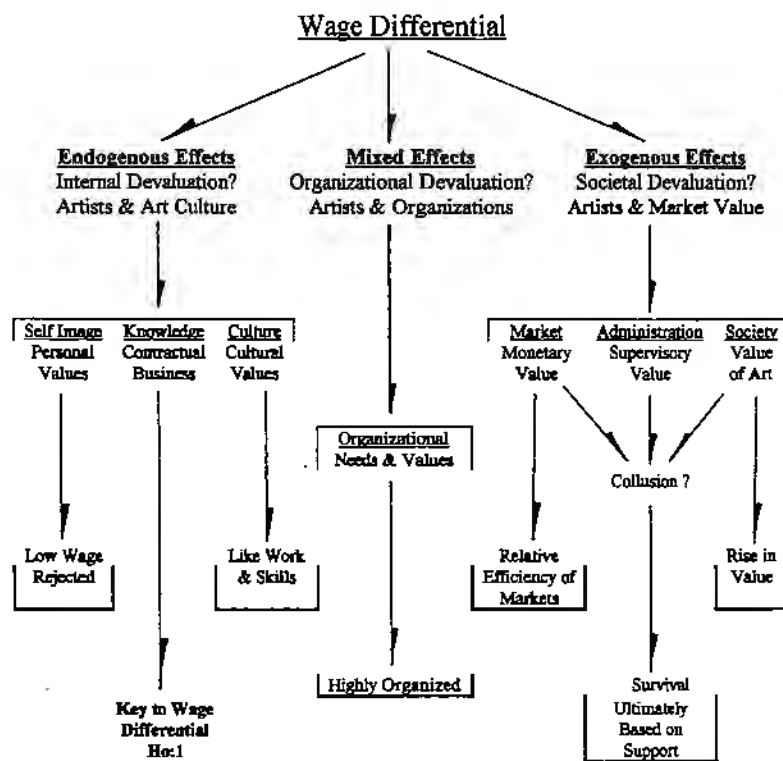 Wage Differential
Endogenous Effects
Internal Devaluation?
Artists & Art Culture
Mixed Effects
Organizational Devaluation?
Artists & Organizations
Exogenous Effects
Societal Devaluation?
Artists & Market Value
Self Image
Personal
Values
Knowledge
Contractual
Business
Culture
Cultural
Values
Market
Monetary
Value
Administration
Supervisory
Value
Society
Value
of Art
Organizational
Needs & Values
Collusion ?
Low Wage
Rejected
Like Work
& Skills
Relative
Efficiency of
Markets
Rise in
Value
Key to Wage
Differential
Ho:1
Highly Organized
Survival
Ultimately
Based on
Support